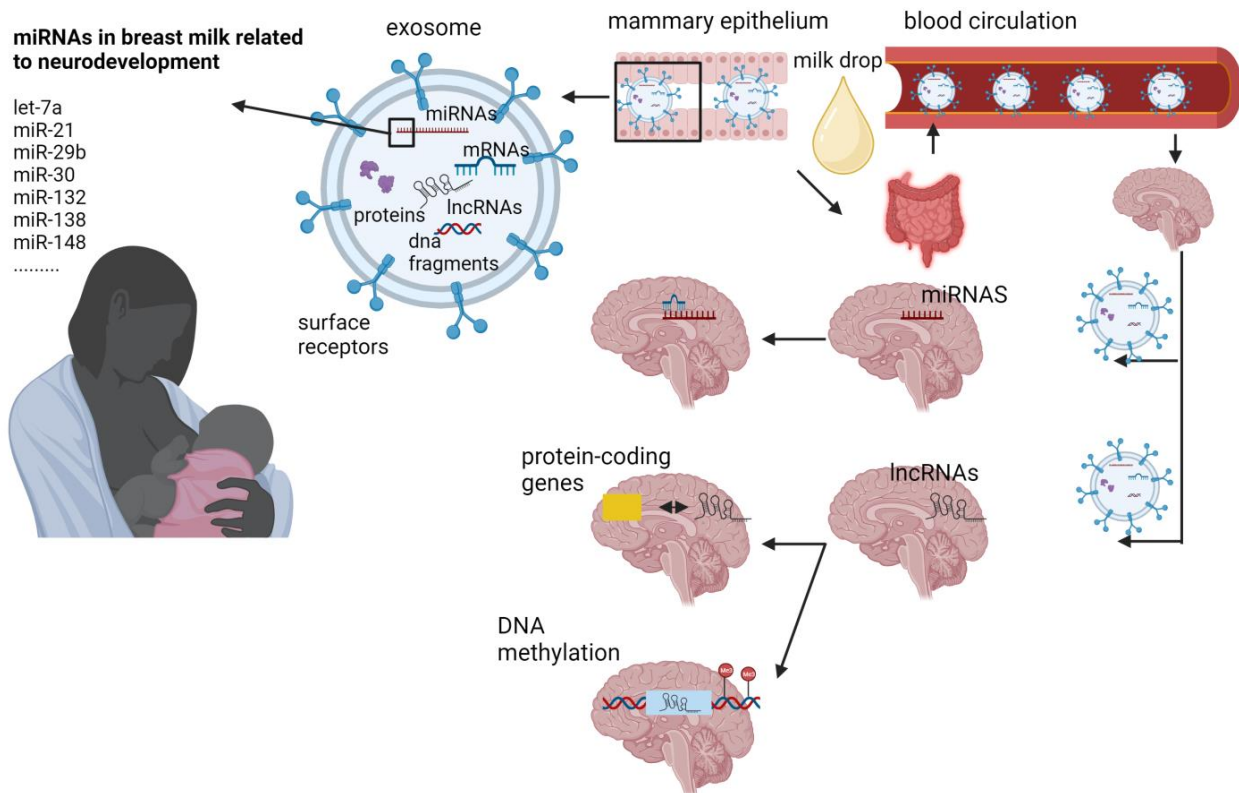 miRNAs in breast milk related
to neurodevelopment
let-7a
miR-21
miR-29b
miR-30
miR-132
miR-138
miR-148
.........
exosome
miRNAs
mRNAs
proteins
lncRNAs
dna
fragments
surface
receptors
mammary epithelium
milk drop
blood circulation
miRNAS
protein-coding
genes
lncRNAs
DNA
methylation